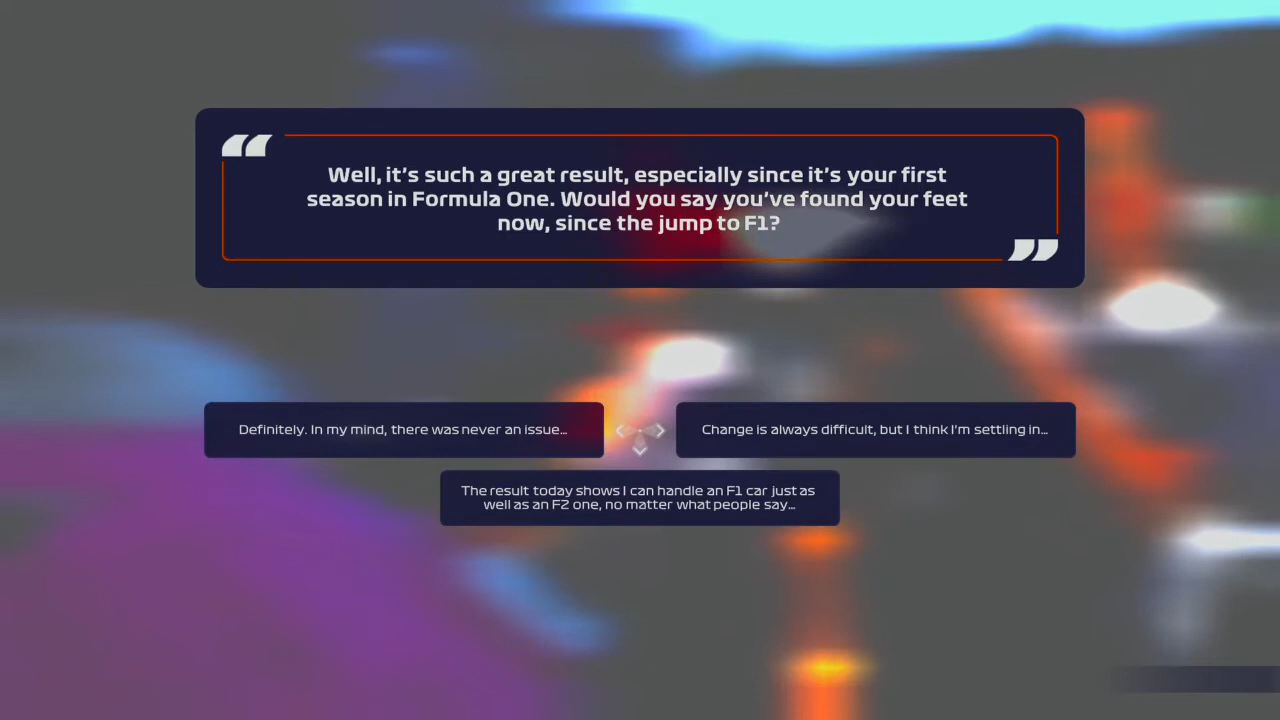 Well, it's such a great result, especially since it's your first
season in Formula One. Would you say you've found your feet
now, since the jump to F1?
Definitely. In my mind, there was never an issue...
Change is always difficult, but I think I'm settling in...
The result today shows I can handle an F1 car just as
well as an F2 one, no matter what people say...